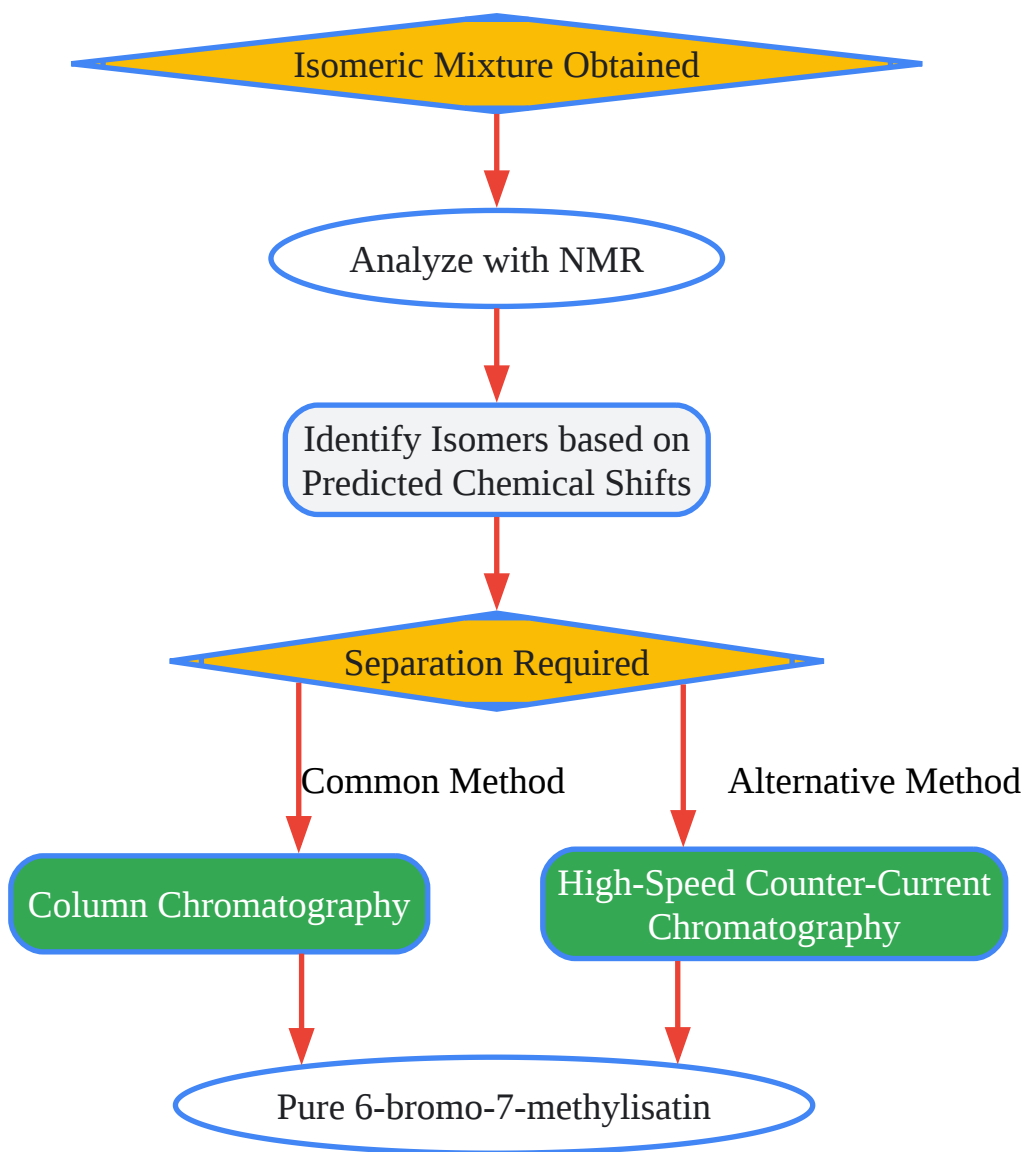 Isomeric Mixture Obtained
Analyze with NMR
Identify Isomers based on
Predicted Chemical Shifts
Separation Required
Common Method
Alternative Method
Column Chromatography
High-Speed Counter-Current
Chromatography
Pure 6-bromo-7-methylisatin